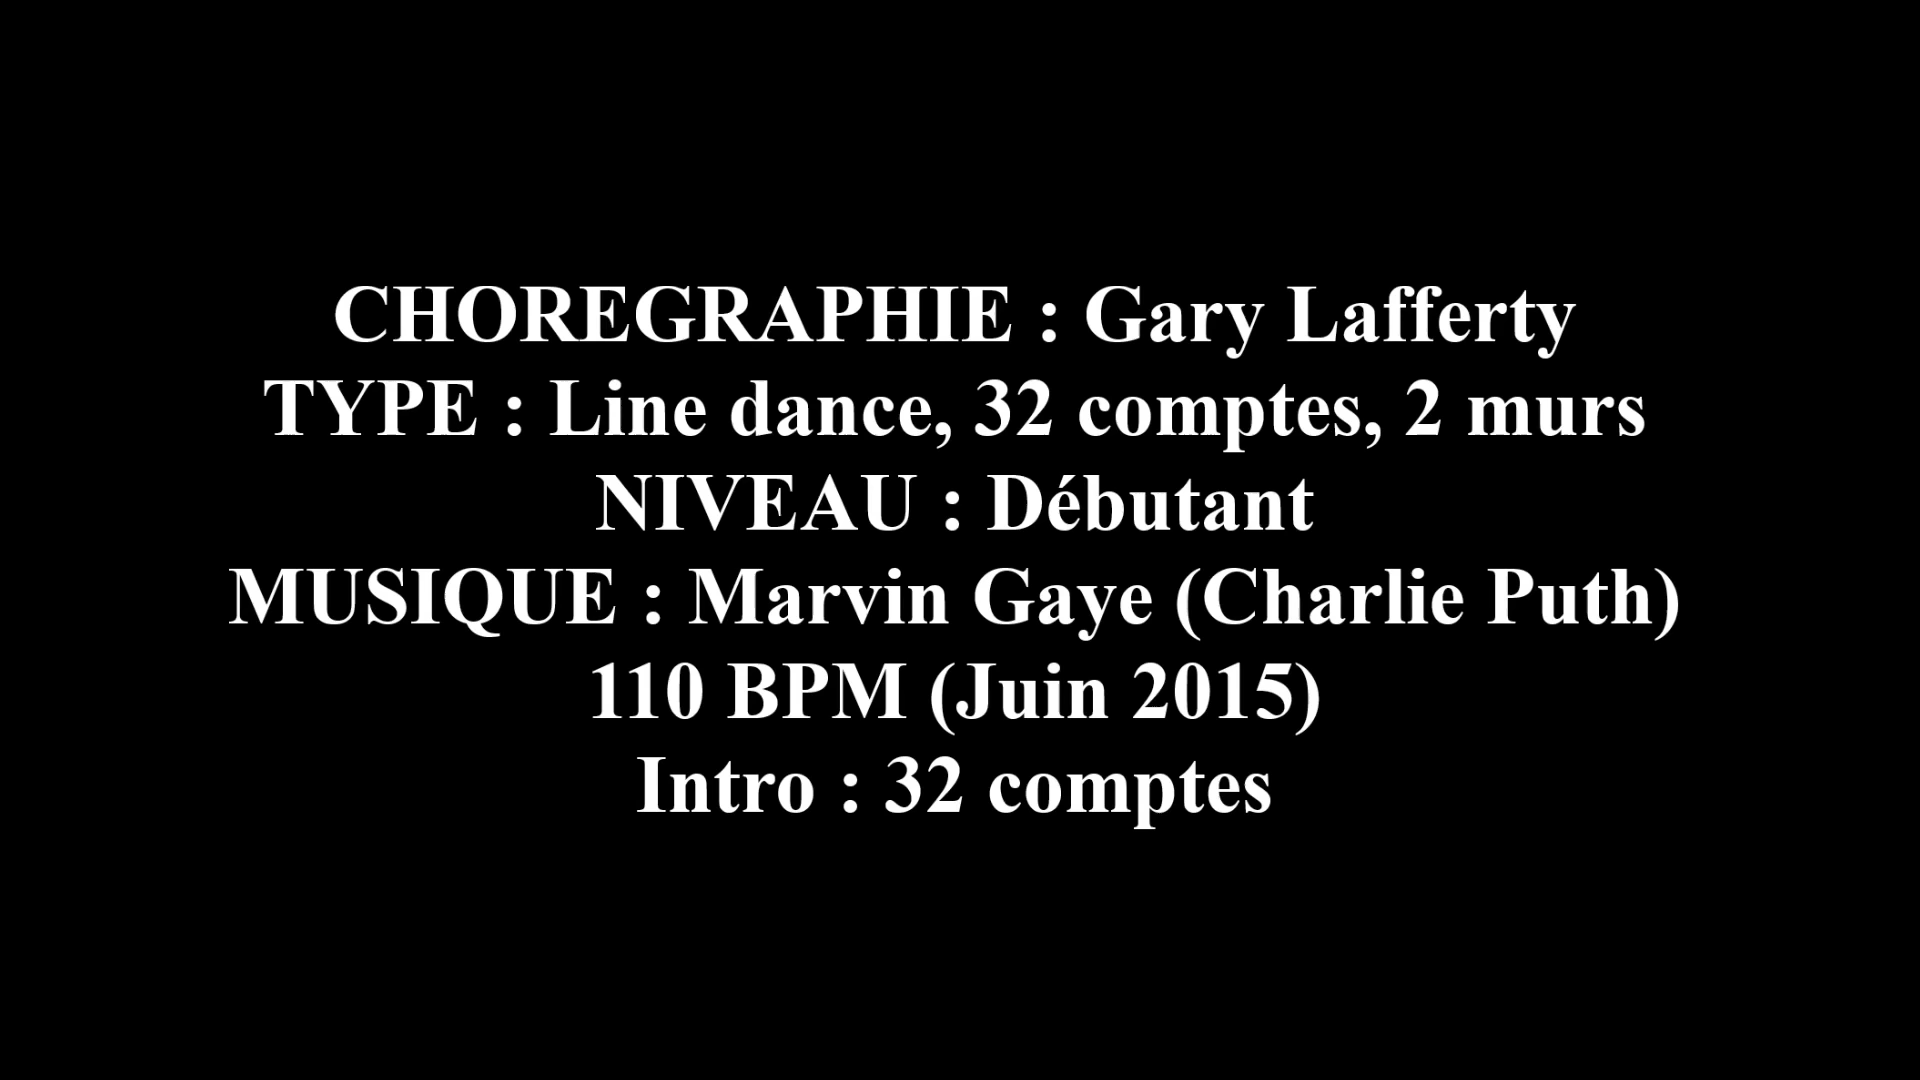 CHOREGRAPHIE : Gary Lafferty
TYPE : Line dance, 32 comptes, 2 murs
NIVEAU : Débutant
MUSIQUE : Marvin Gaye (Charlie Puth)
110 BPM (Juin 2015)
Intro : 32 comptes